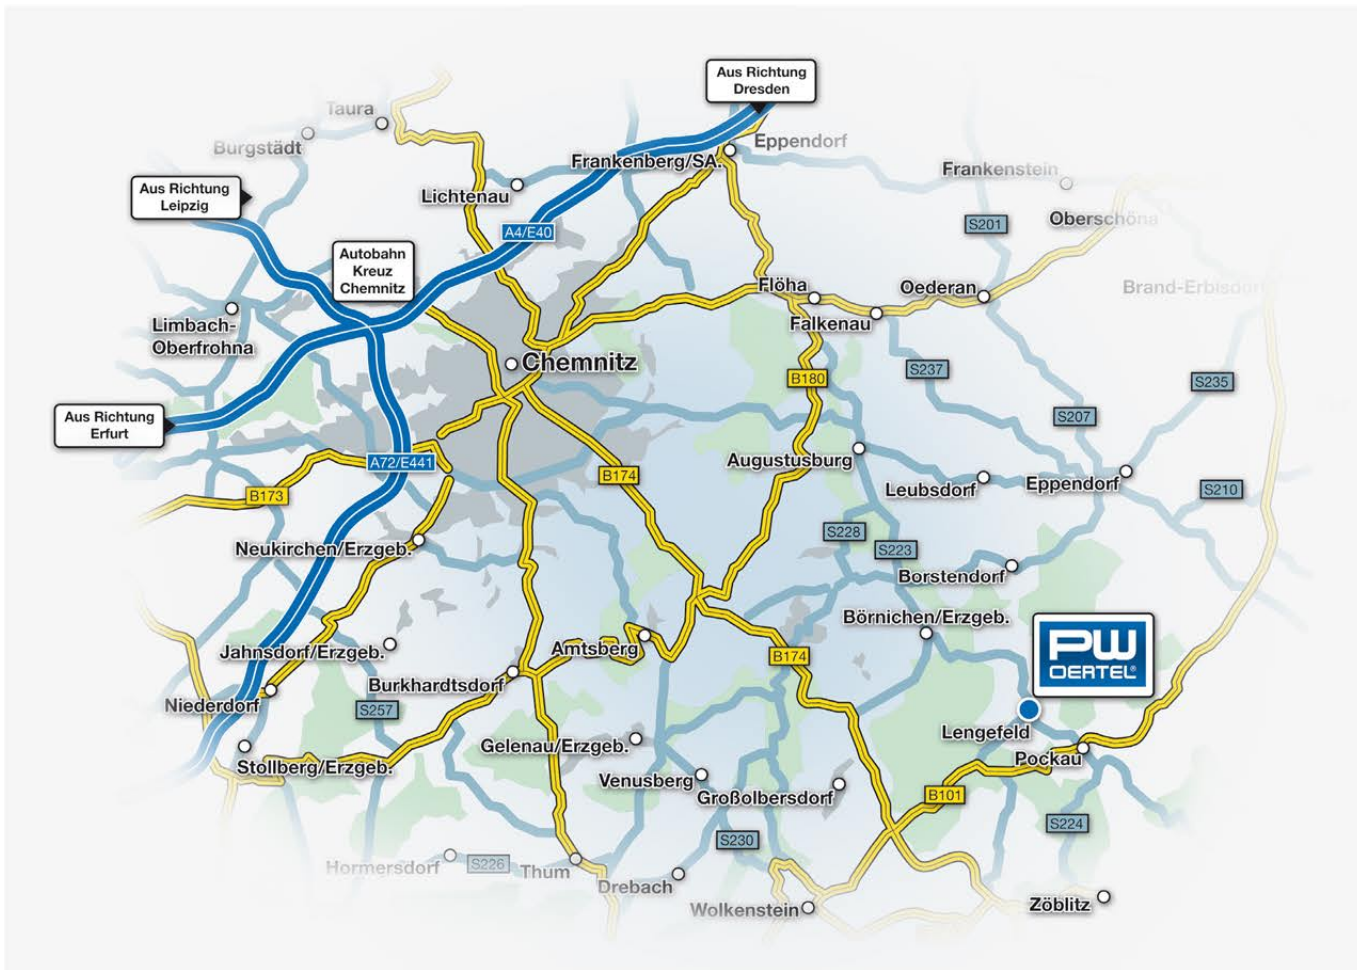 Aus Richtung
Dresden
Taura
Burgstädt
Eppendorf
Frankenberg/SA.
Frankenstein
Aus Richtung
Leipzig
Lichtenau
Oberschöna
S201
A4/E40
Autobahn
Kreuz
Chemnitz
Flöha
Oederan
Brand-Erbisdorf
Limbach-
Oberfrohna
Falkenau
Chemnitz
S237
B180
S235
Aus Richtung
Erfurt
S207
A72/E441
Augustusburg
B174
Leubsdorf
Eppendorf
S210
B173
S228
Neukirchen/Erzgeb.
S223
Borstendorf
Börnichen/Erzgeb.
PW
OERTEL®
Jahnsdorf/Erzgeb.
Amtsberg
B174
Burkhardtsdorf
Niederdorf
S257
Lengefeld
Gelenau/Erzgeb.
Pockau
Stollberg/Erzgeb.
Venusberg
Großolbersdorf
B101
S224
S230
Hormersdorf
S226
Thum
Drebach
Wolkenstein
Zöblitz